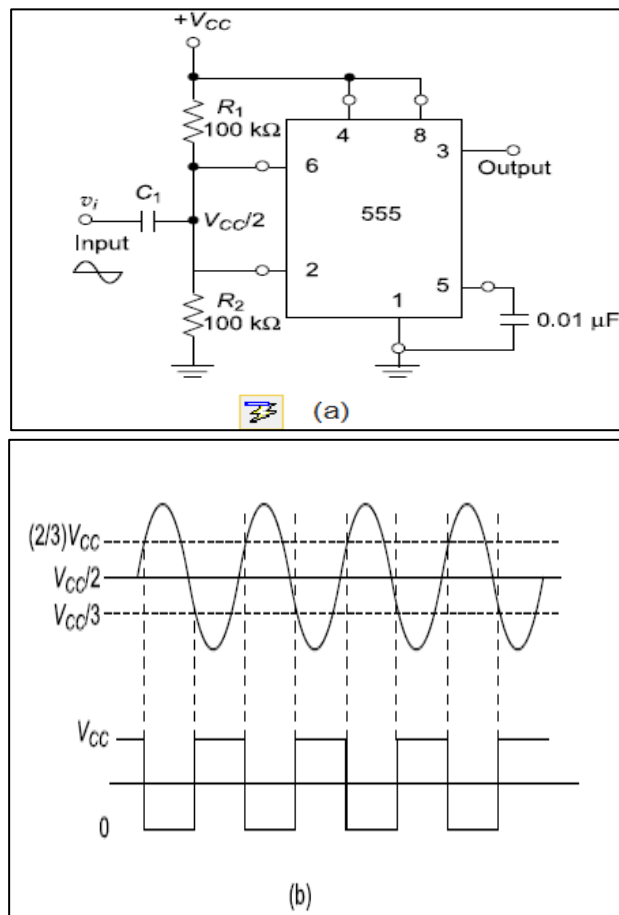 +VCC
R1
100 kΩ
4
8
3
Output
6
vi
C1
VCC/2
555
Input
2
5
R2
100 kΩ
1
0.01 µF
(a)
(2/3)VCC
VCC/2
VCC/3
VCC
0
(b)